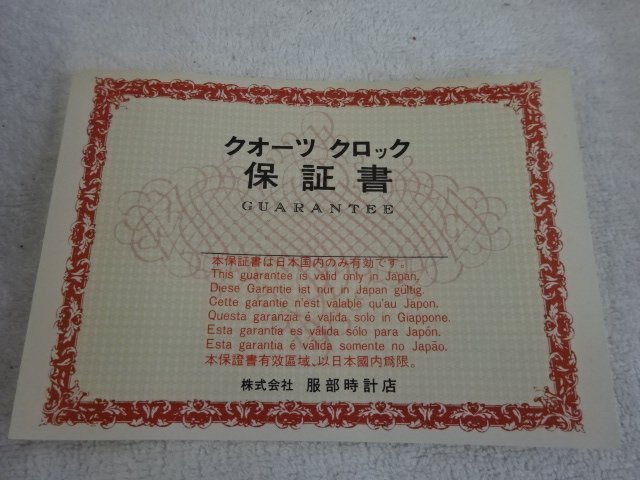 クオーツ クロック
保証書
GUARANTEE
本保証書は日本国内のみ有効です。
This guarantee is valid only in Japan.
Diese Garantie ist nur in Japan gültig.
Cette garantie n'est valable qu'au Japon.
Questa garanzia é valida solo in Giappone.
Esta garantia es válida sólo para Japón.
Esta garantia é válida somente no Japão.
本保證書有效區域、以日本國内爲限。
株式会社 服部時計店